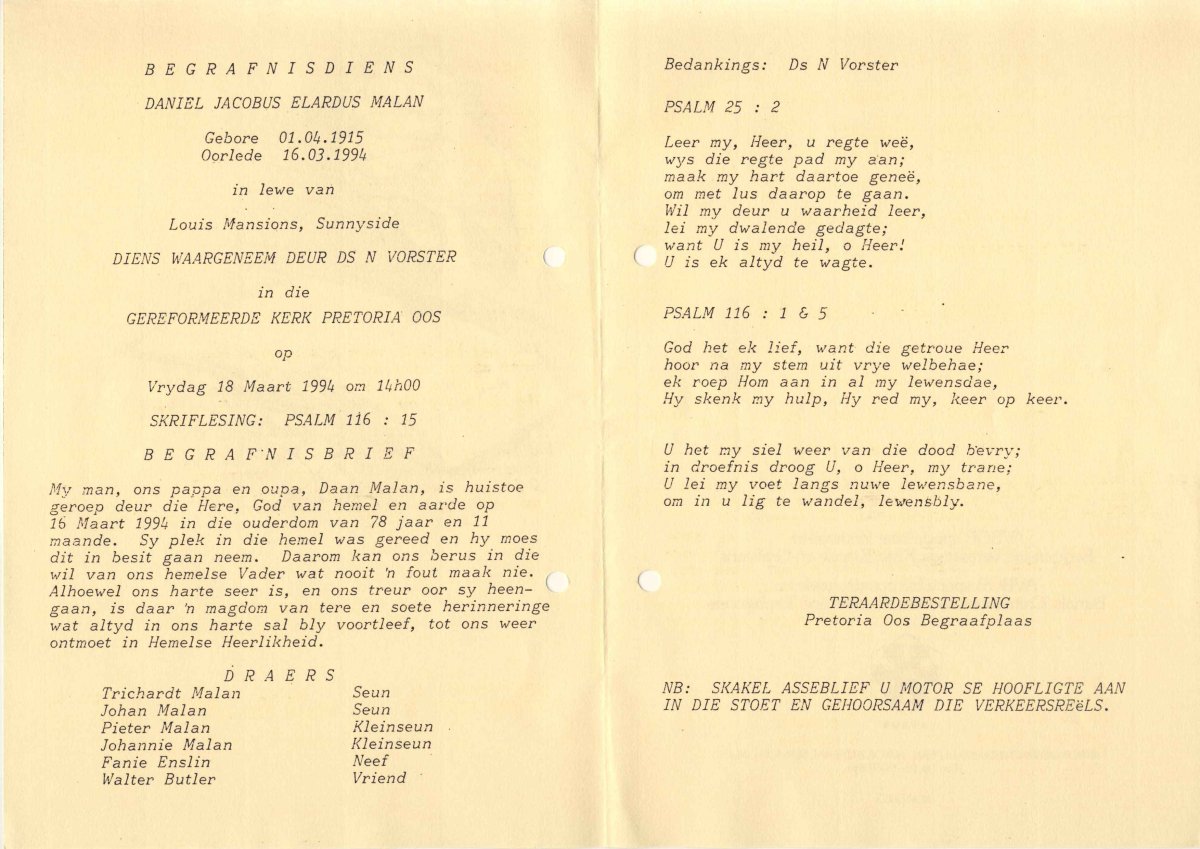 B E G R A F N I S D I E N S
DANIEL JACOBUS ELARDUS MALAN
Gebore 01.04.1915
Oorlede 16.03.1994
in lewe van
Louis Mansions, Sunnyside
DIENS WAARGENEEM DEUR DS N VORSTER
in die
GEREFORMEERDE KERK PRETORIA OOS
op
Vrydag 18 Maart 1994 om 14h00
SKRIFLESING: PSALM 116 : 15
B E G R A F N I S B R I E F
My man, ons pappa en oupa, Daan Malan, is huistoe
geroep deur die Here, God van hemel en aarde op
16 Maart 1994 in die ouderdom van 78 jaar en 11
maande. Sy plek in die hemel was gereed en hy moes
dit in besit gaan neem. Daarom kan ons berus in die
wil van ons hemelse Vader wat nooit 'n fout maak nie.
Alhoewel ons harte seer is, en ons treur oor sy heen-
gaan, is daar 'n magdom van tere en soete herinneringe
wat altyd in ons harte sal bly voortleef, tot ons weer
ontmoet in Hemelse Heerlikheid.
D R A E R S
Trichardt Malan Seun
Johan Malan Seun
Pieter Malan Kleinseun
Johannie Malan Kleinseun
Fanie Enslin Neef
Walter Butler Vriend
Bedankings: Ds N Vorster
PSALM 25 : 2
Leer my, Heer, u regte weë,
wys die regte pad my aan;
maak my hart daartoe geneë,
om met lus daarop te gaan.
Wil my deur u waarheid leer,
lei my dwalende gedagte;
want U is my heil, o Heer!
U is ek altyd te wagte.
PSALM 116 : 1 & 5
God het ek lief, want die getroue Heer
hoor na my stem uit vrye welbehae;
ek roep Hom aan in al my lewensdae,
Hy skenk my hulp, Hy red my, keer op keer.
U het my siel weer van die dood bevry;
in droefnis droog U, o Heer, my trane;
U lei my voet langs nuwe lewensbane,
om in u lig te wandel, lewensbly.
TERAARDEBESTELLING
Pretoria Oos Begraafplaas
NB: SKAKEL ASSEBLIEF U MOTOR SE HOOFLIGTE AAN
IN DIE STOET EN GEHOORSAAM DIE VERKEERSREëLS.